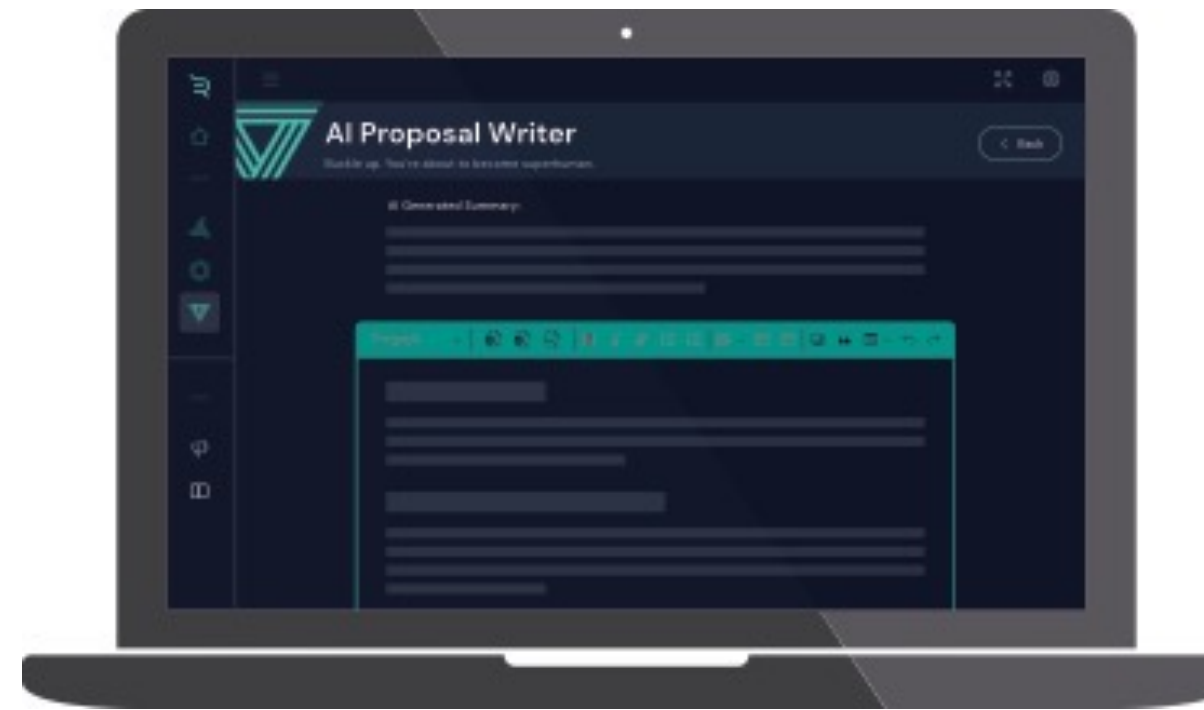 AI Proposal Writer
Back
Buckle up. You're about to become superhuman.
AI Generated Summary: